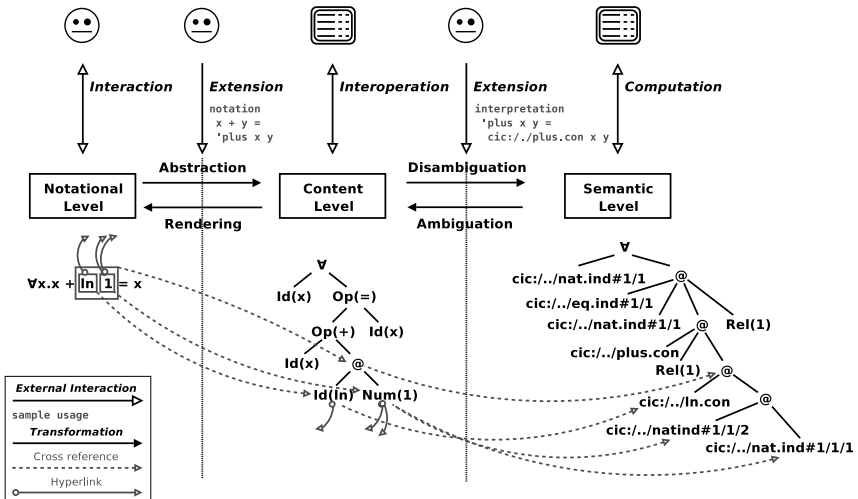 Interaction
Extension
Interoperation
Extension
Computation
notation
x + y =
'plus x y
interpretation
'plus x y =
cic:/./plus.con x y
Abstraction
Disambiguation
Notational
Level
Content
Level
Semantic
Level
Rendering
Ambiguation
∀x.x + ln 1 = x
∀
Id(x) Op(=)
Op(+) Id(x)
Id(x) @
Id(ln) Num(1)
∀
cic:/../nat.ind#1/1 @
cic:/../eq.ind#1/1
cic:/../nat.ind#1/1 @ Rel(1)
cic:/../plus.con
Rel(1) @
cic:/../ln.con @
cic:/../natind#1/1/2
cic:/../nat.ind#1/1/1
External Interaction
sample usage
Transformation
Cross reference
Hyperlink